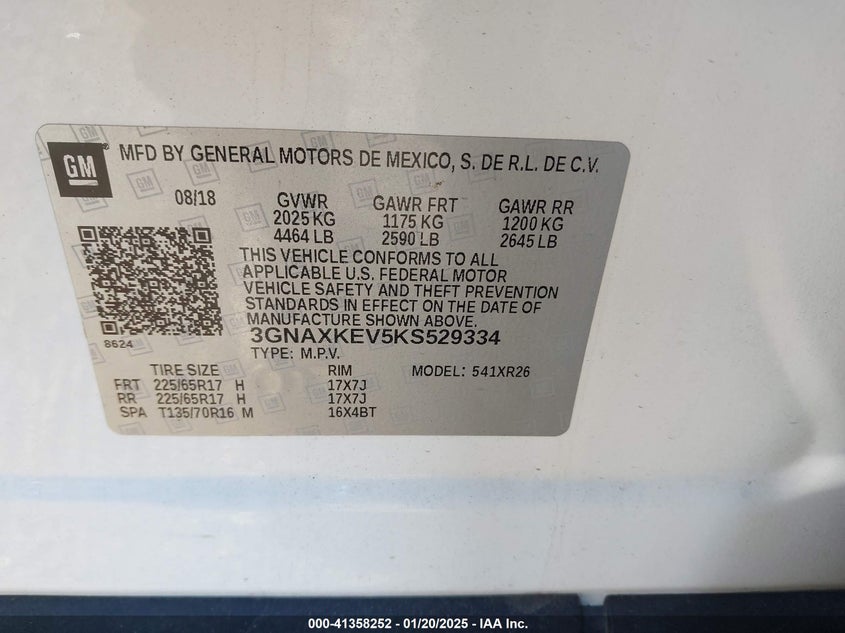 GM ® MFD BY GENERAL MOTORS DE MEXICO, S. DE R.L. DE C.V.
08/18 GVWR GAWR FRT GAWR RR
2025 KG 1175 KG 1200 KG
4464 LB 2590 LB 2645 LB
THIS VEHICLE CONFORMS TO ALL
APPLICABLE U.S. FEDERAL MOTOR
VEHICLE SAFETY AND THEFT PREVENTION
STANDARDS IN EFFECT ON THE DATE OF
MANUFACTURE SHOWN ABOVE.
8624 3GNAXKEV5KS529334
TYPE: M.P.V.
TIRE SIZE RIM MODEL: 541XR26
FRT 225/65R17 H 17X7J
RR 225/65R17 H 17X7J
SPA T135/70R16 M 16X4BT
000-41358252 - 01/20/2025 - IAA Inc.